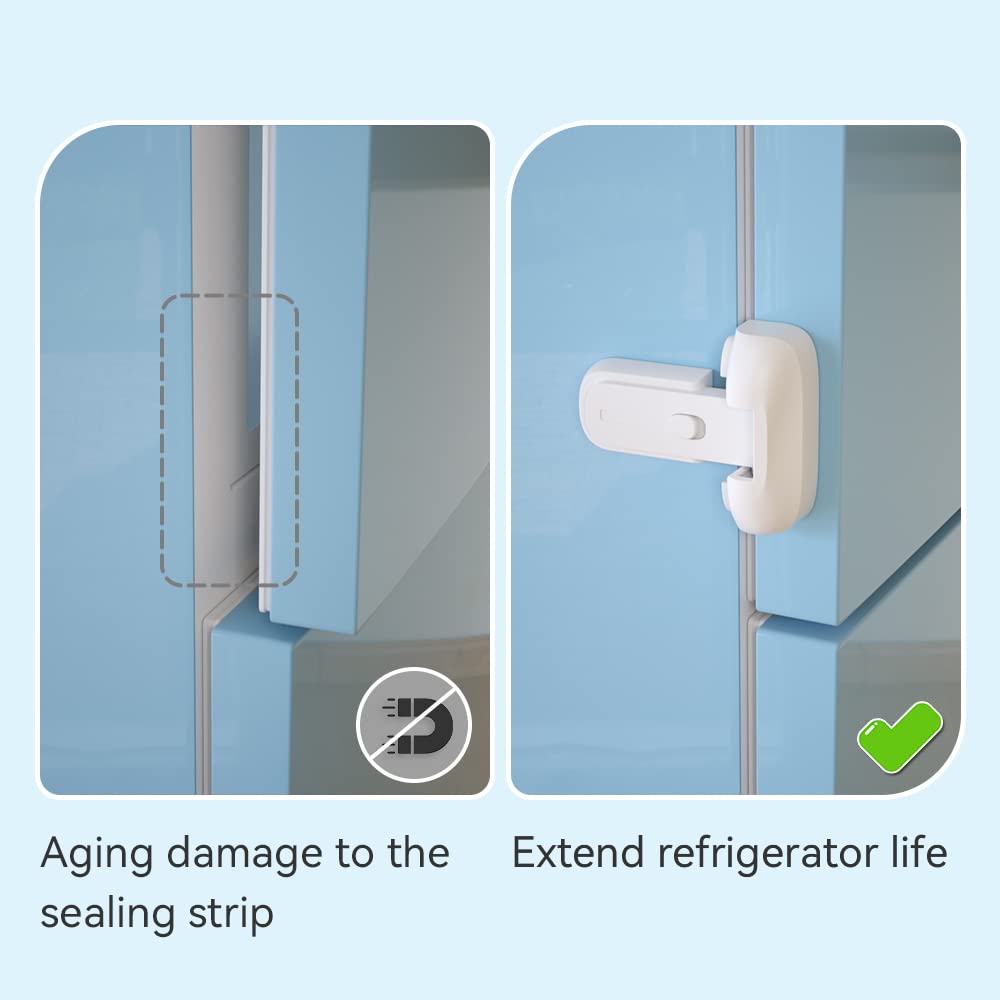 Aging damage to the
sealing strip
Extend refrigerator life